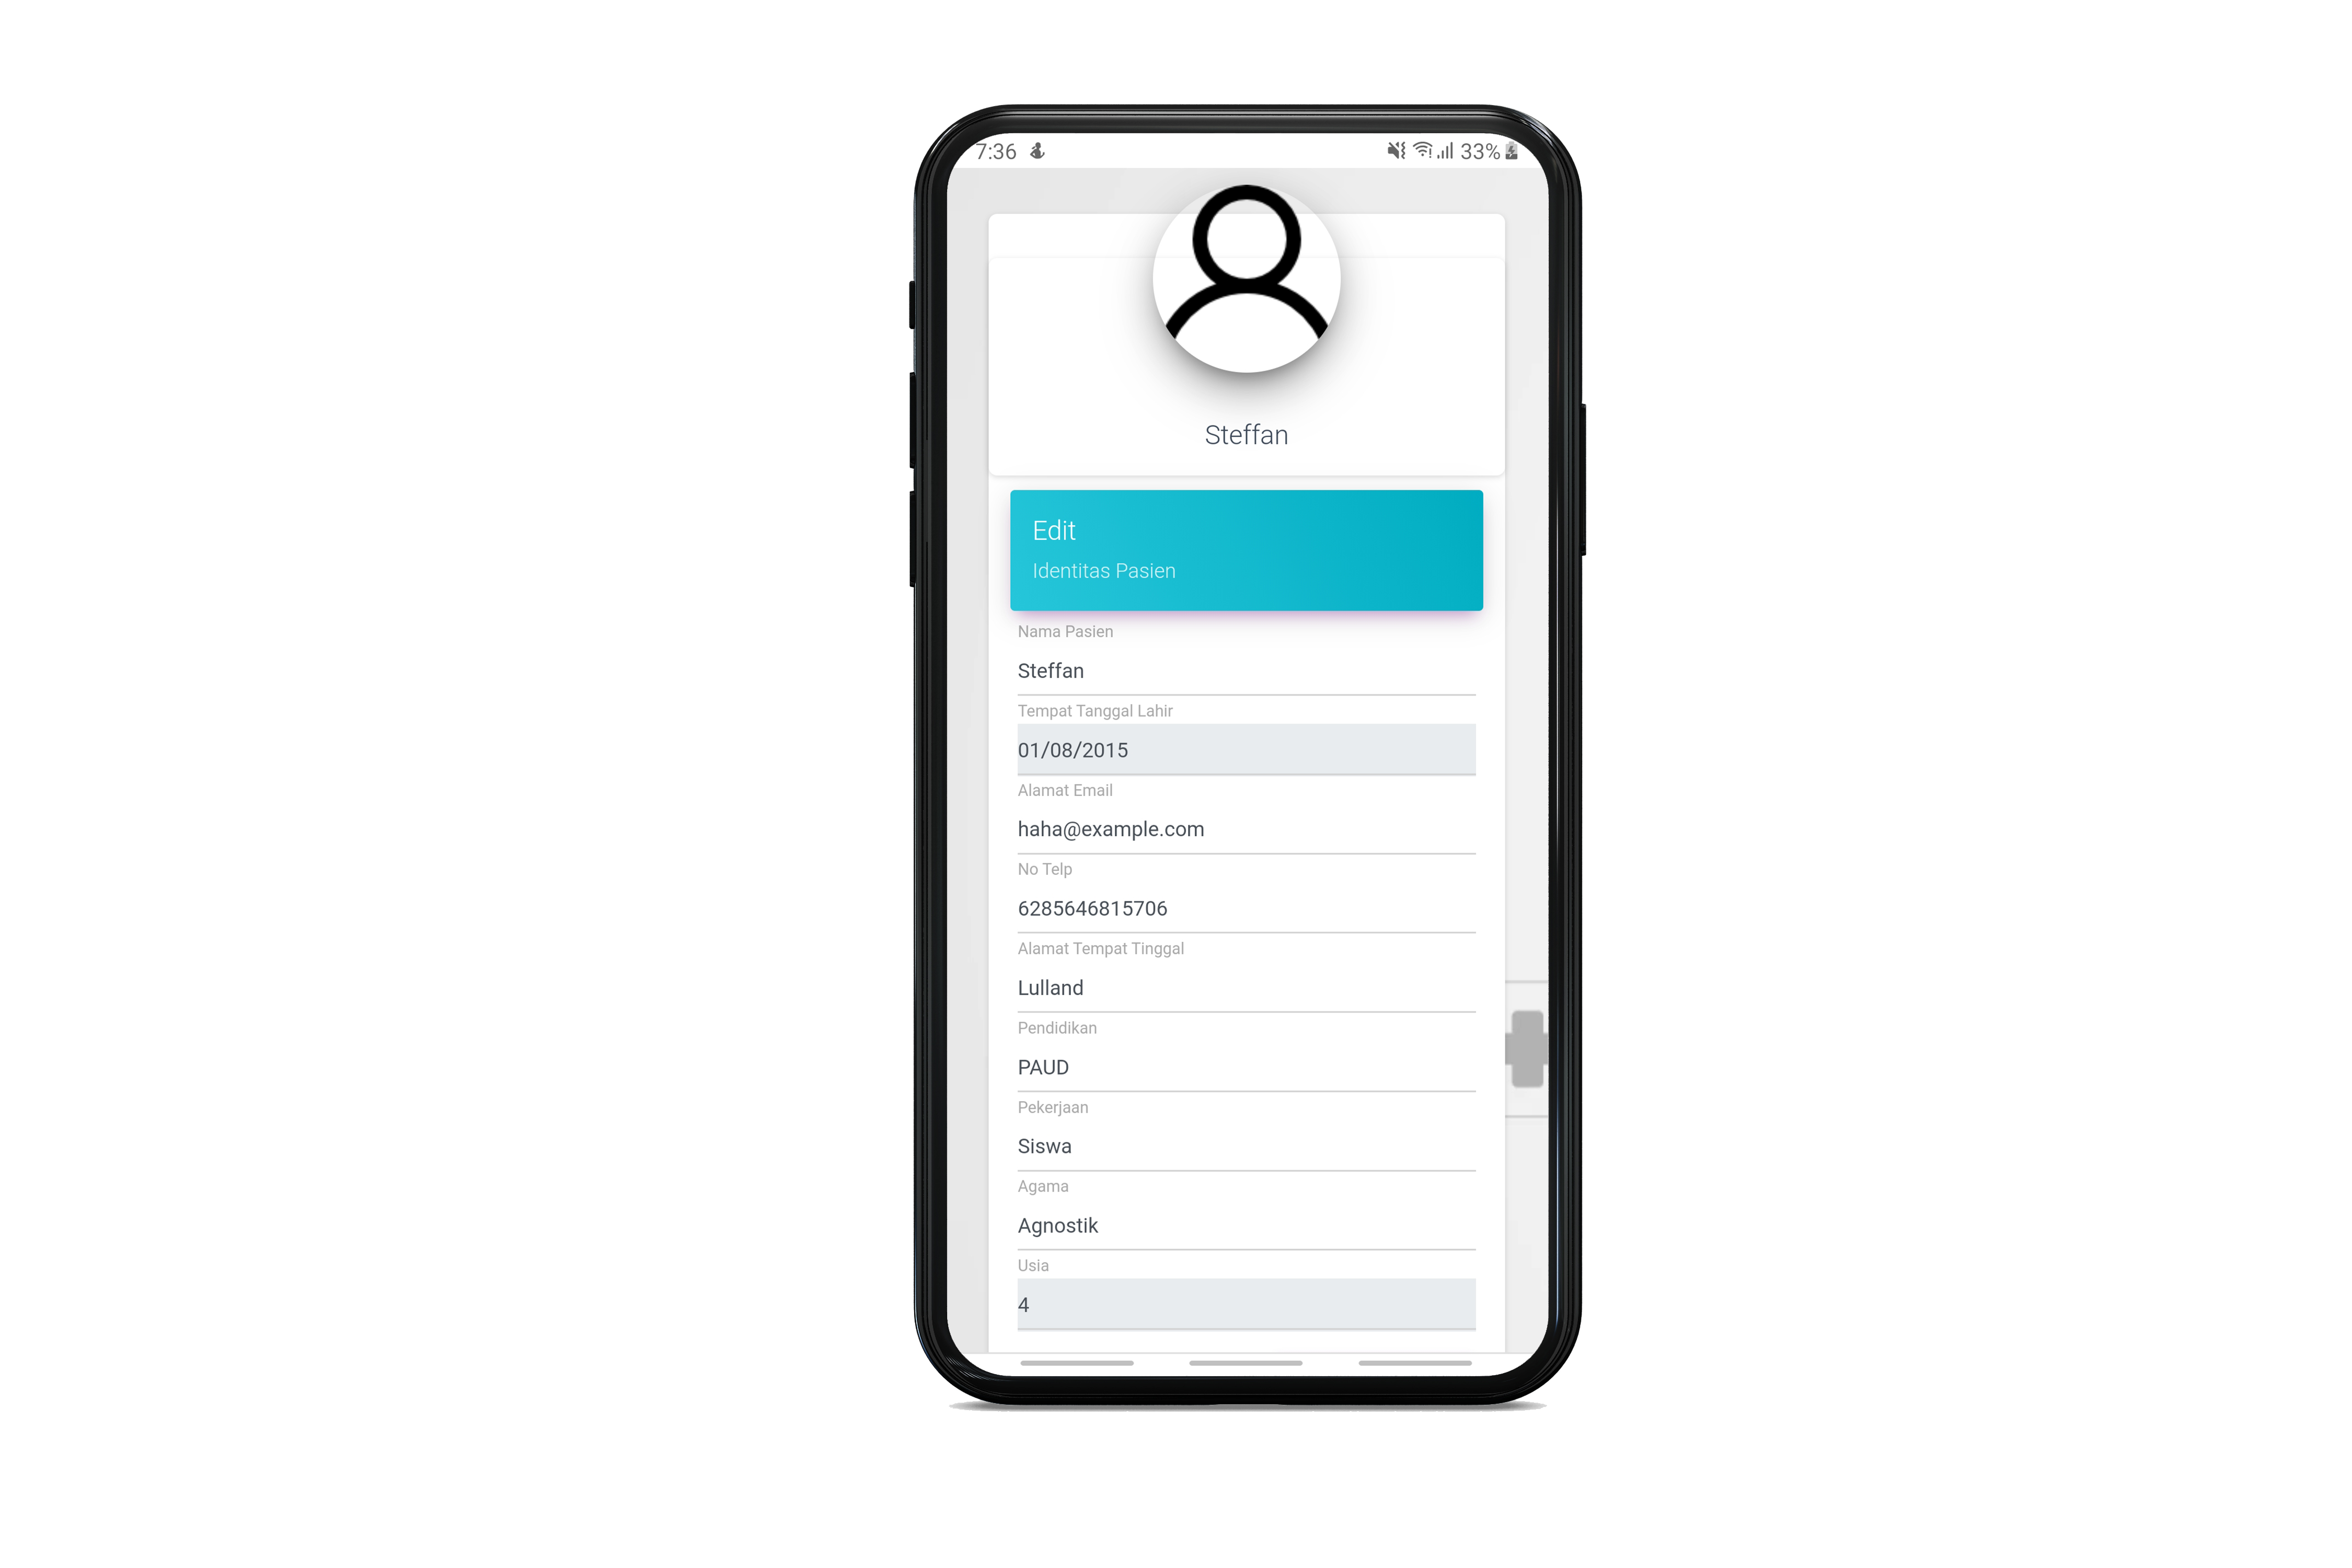 7:36
33%
Steffan
Edit
Identitas Pasien
Nama Pasien
Steffan
Tempat Tanggal Lahir
01/08/2015
Alamat Email
haha@example.com
No Telp
6285646815706
Alamat Tempat Tinggal
Lulland
Pendidikan
PAUD
Pekerjaan
Siswa
Agama
Agnostik
Usia
4